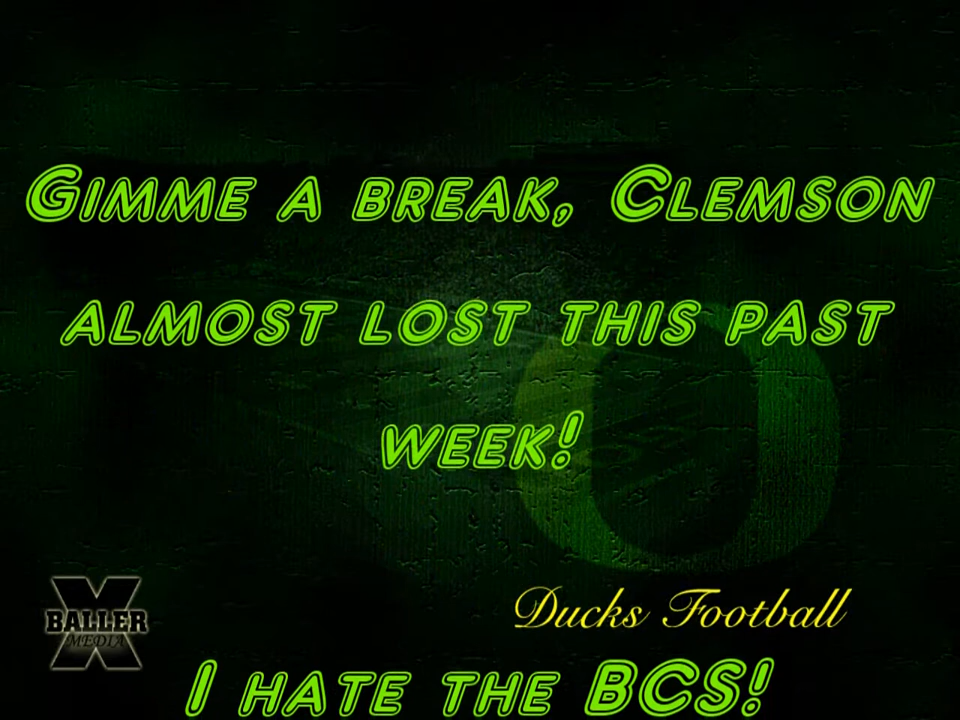 Gimme a break, Clemson
almost lost this past
week!
Ducks Football
X
BALLER
MEDIA
I hate the BCS!